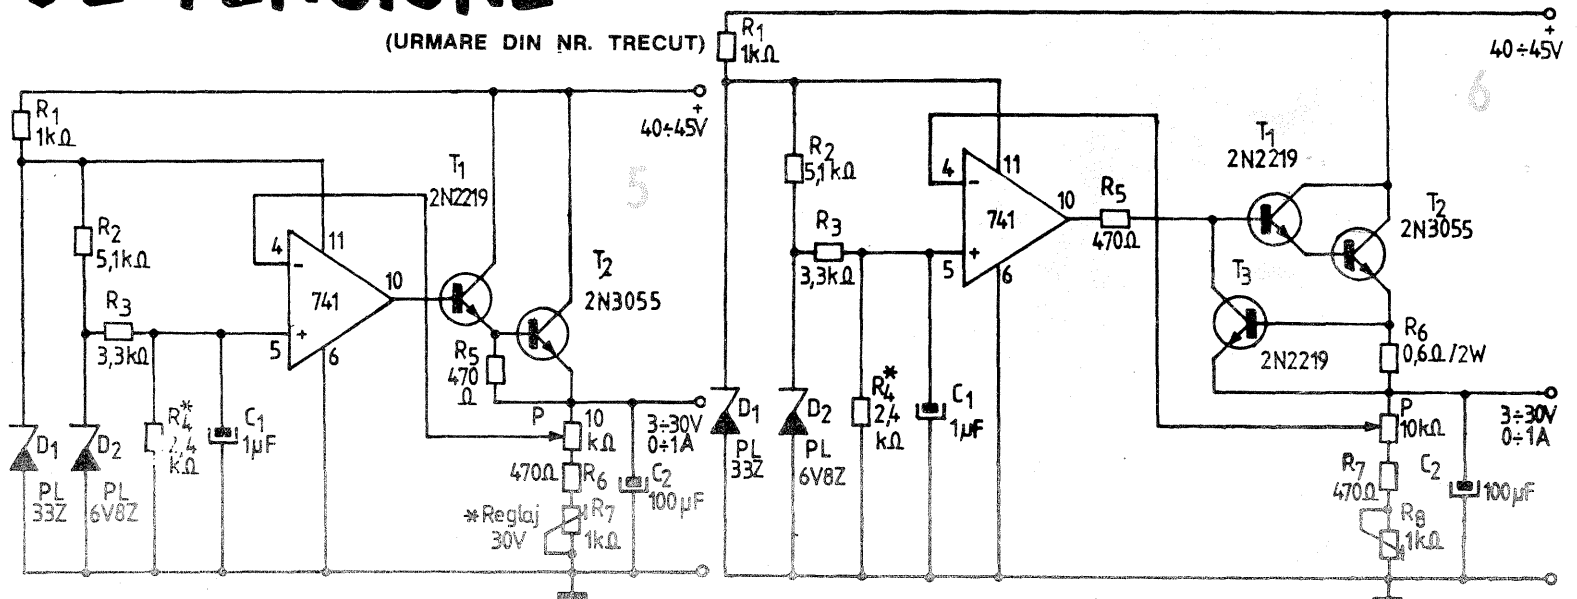 (URMARE DIN NR. TRECUT)
R1
1kΩ
40÷45V
+
5
T1
2N2219
R2
5,1kΩ
4
-
11
741
10
R3
3,3kΩ
5
+
6
T2
2N3055
R5
470
Ω
P
10
kΩ
3÷30V
0÷1A
D1
PL
33Z
D2
PL
6V8Z
R4*
2,4
kΩ
C1
1µF
470Ω
R6
C2
100µF
*Reglaj
30V
R7
1kΩ
R1
1kΩ
+
40÷45V
6
R2
5,1kΩ
4
-
11
741
10
R5
470Ω
T1
2N2219
T2
2N3055
R3
3,3kΩ
5
+
6
T3
2N2219
R6
0,6Ω/2W
D1
PL
33Z
D2
PL
6V8Z
R4*
2,4
kΩ
C1
1µF
P
10kΩ
3÷30V
0÷1A
R7
470Ω
C2
100µF
R8
1kΩ